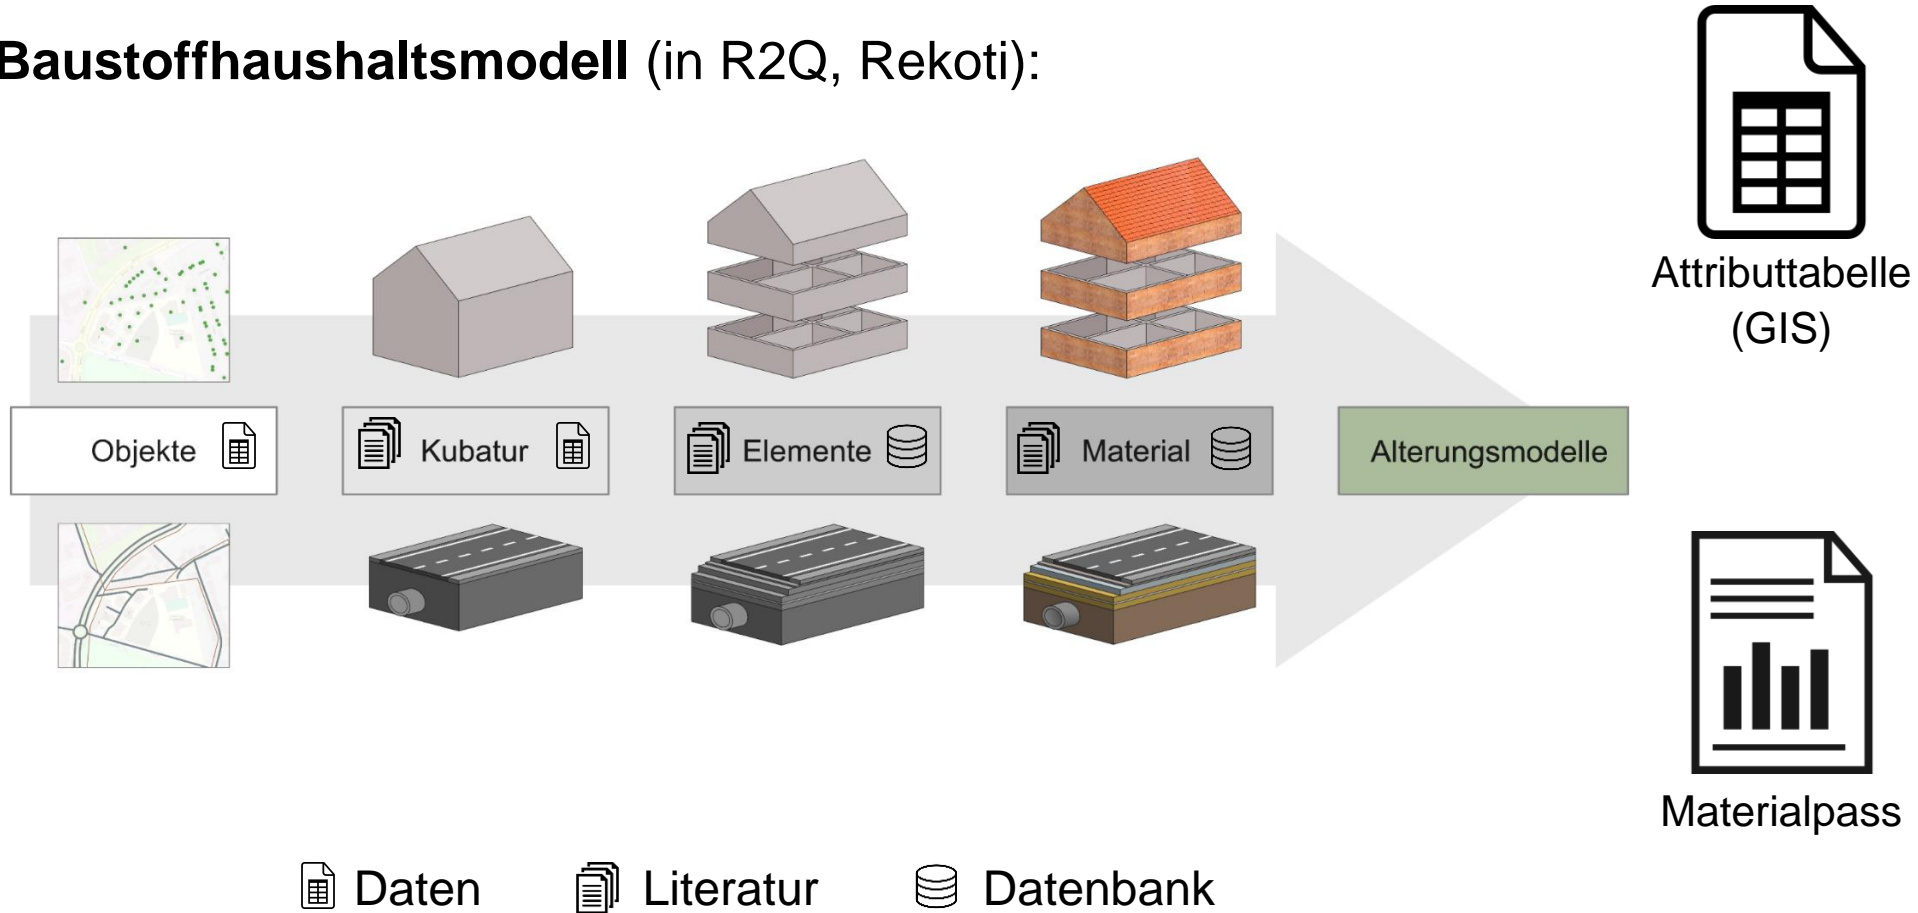 Baustoffhaushaltsmodell (in R2Q, Rekoti):
Attributtabelle
(GIS)
Objekte
Kubatur
Elemente
Material
Alterungsmodelle
Materialpass
Daten
Literatur
Datenbank